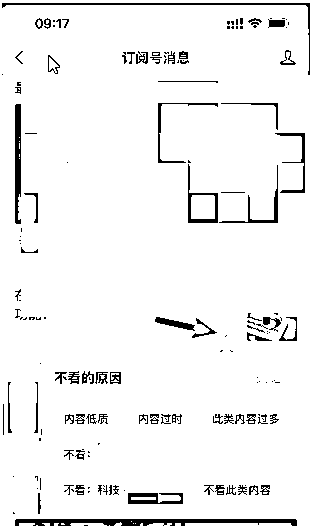 09:17
订阅号消息
不看的原因
内容低质 内容过时 此类内容过多
不看:
不看: 科技 不看此类内容